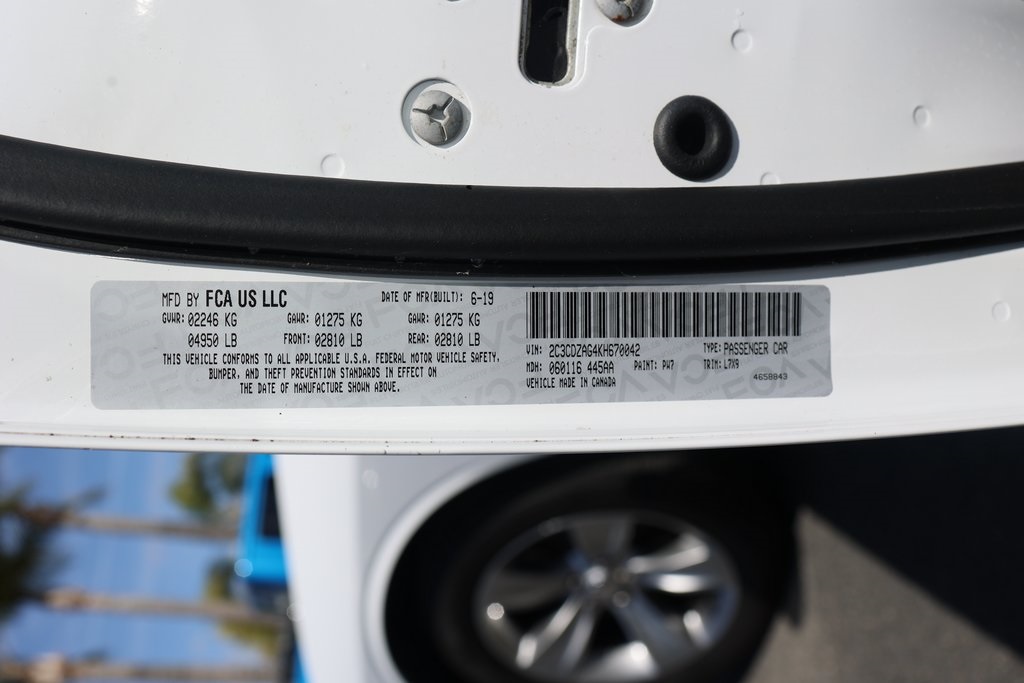 MFD BY FCA US LLC DATE OF MFR(BUILT): 6-19
GVWR: 02246 KG GAWR: 01275 KG GAWR: 01275 KG
04950 LB FRONT: 02810 LB REAR: 02810 LB
THIS VEHICLE CONFORMS TO ALL APPLICABLE U.S.A. FEDERAL MOTOR VEHICLE SAFETY,
BUMPER, AND THEFT PREVENTION STANDARDS IN EFFECT ON
THE DATE OF MANUFACTURE SHOWN ABOVE.
VIN: 2C3CDZAG4KH670042 TYPE: PASSENGER CAR
MDH: 060116 445AA PAINT: PW7 TRIM: L7X9
VEHICLE MADE IN CANADA 4658843